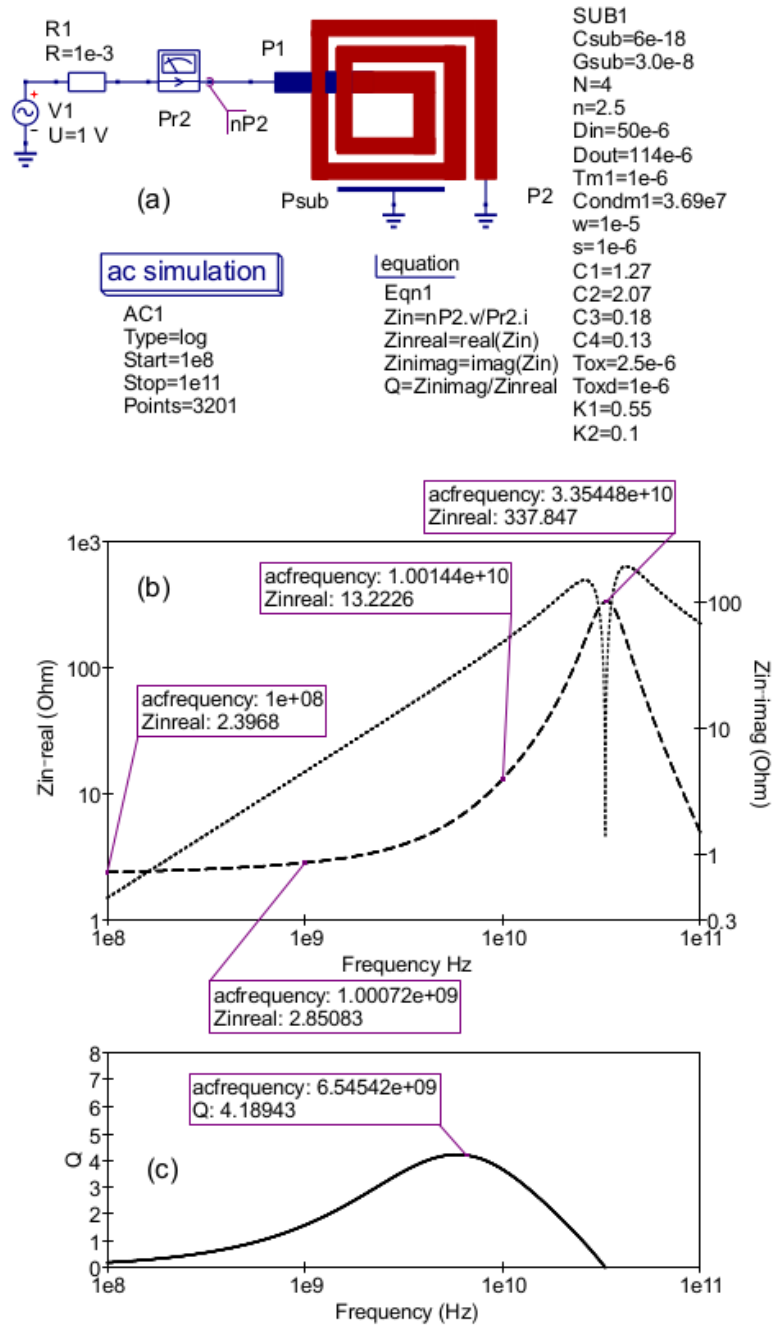 R1
R=1e-3
V1
U=1 V
+
-
Pr2
nP2
P1
Psub
P2
(a)
SUB1
Csub=6e-18
Gsub=3.0e-8
N=4
n=2.5
Din=50e-6
Dout=114e-6
Tm1=1e-6
Condm1=3.69e7
w=1e-5
s=1e-6
C1=1.27
C2=2.07
C3=0.18
C4=0.13
Tox=2.5e-6
Toxd=1e-6
K1=0.55
K2=0.1
ac simulation
AC1
Type=log
Start=1e8
Stop=1e11
Points=3201
equation
Eqn1
Zin=nP2.v/Pr2.i
Zinreal=real(Zin)
Zinimag=imag(Zin)
Q=Zinimag/Zinreal
acfrequency: 3.35448e+10
Zinreal: 337.847
(b)
acfrequency: 1.00144e+10
Zinreal: 13.2226
acfrequency: 1e+08
Zinreal: 2.3968
1e3
100
10
1
Zin-real (Ohm)
100
10
1
0.3
Zin-imag (Ohm)
1e8
1e9
1e10
1e11
Frequency Hz
acfrequency: 1.00072e+09
Zinreal: 2.85083
8
7
6
5
4
3
2
1
0
Q
acfrequency: 6.54542e+09
Q: 4.18943
(c)
1e8
1e9
1e10
1e11
Frequency (Hz)